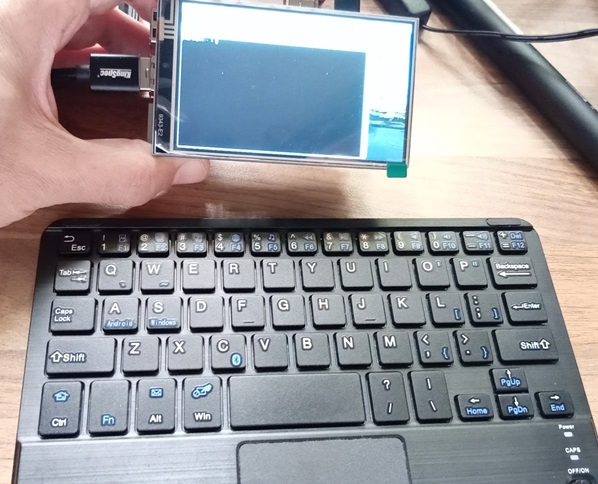 KingSpec
Esc ! 1 @ 2 F2 # 3 F3 $ 4 F4 % 5 F5 ^ 6 F6 & 7 F7 * 8 F8 ( 9 F9 ) 0 F10 - F11 + = Del F12
Tab Q W E R T Y U I O P Backspace
Caps Lock A Android S Windows D F G H J K L [ : ; ] Enter
Shift Z X C V B N M < , { > . } Shift
Ctrl Fn Alt Win ? / | \ Home PgUp PgDn End
Power
CAPS
OFF/ON